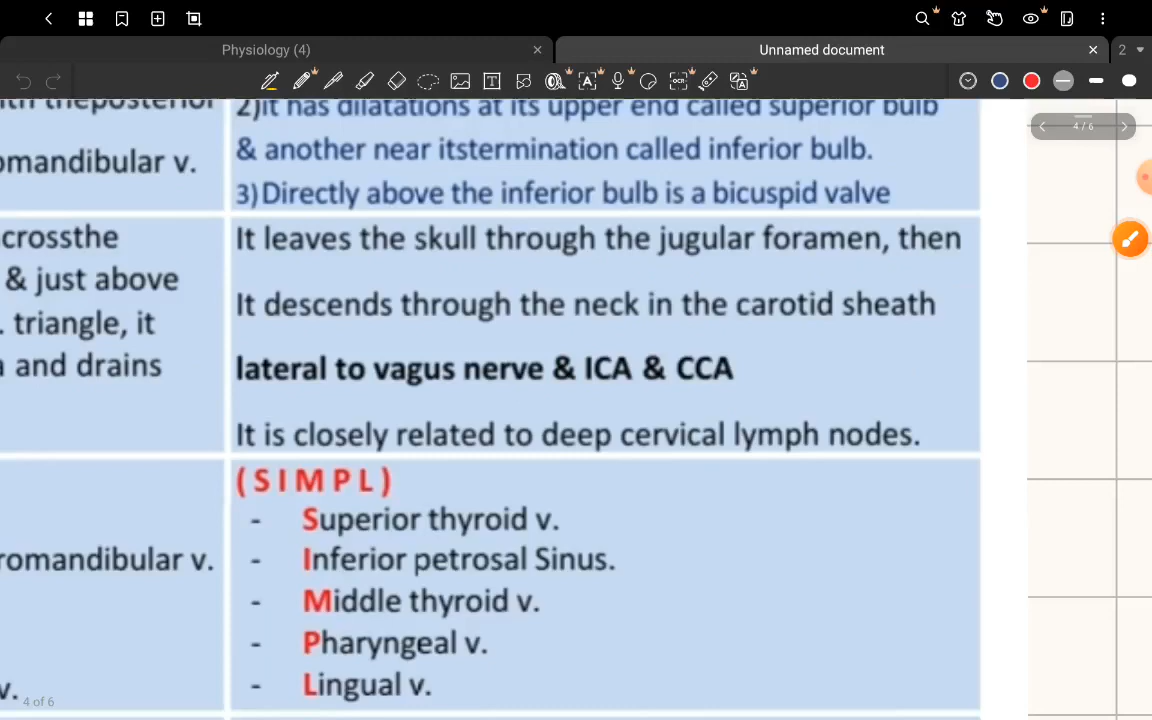 Physiology (4)
Unnamed document
2
4/6
omandibular v.
crossthe
& just above
. triangle, it
and drains
romandibular v.
v.
2)It has dilatations at its upper end called superior bulb
& another near itstermination called inferior bulb.
3)Directly above the inferior bulb is a bicuspid valve
It leaves the skull through the jugular foramen, then
It descends through the neck in the carotid sheath
lateral to vagus nerve & ICA & CCA
It is closely related to deep cervical lymph nodes.
( S I M P L )
- Superior thyroid v.
- Inferior petrosal Sinus.
- Middle thyroid v.
- Pharyngeal v.
- Lingual v.
4 of 6